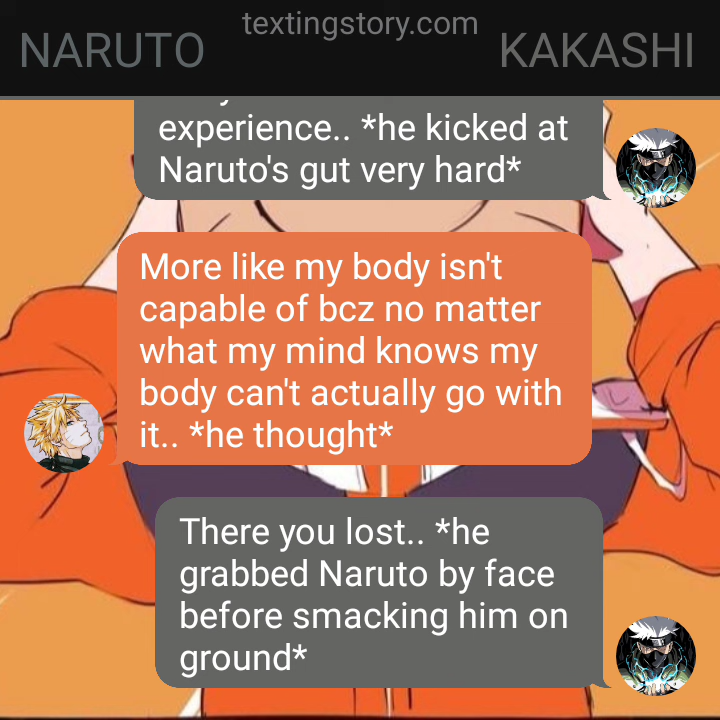 textingstory.com
NARUTO
KAKASHI
experience.. *he kicked at
Naruto's gut very hard*
More like my body isn't
capable of bcz no matter
what my mind knows my
body can't actually go with
it.. *he thought*
There you lost.. *he
grabbed Naruto by face
before smacking him on
ground*